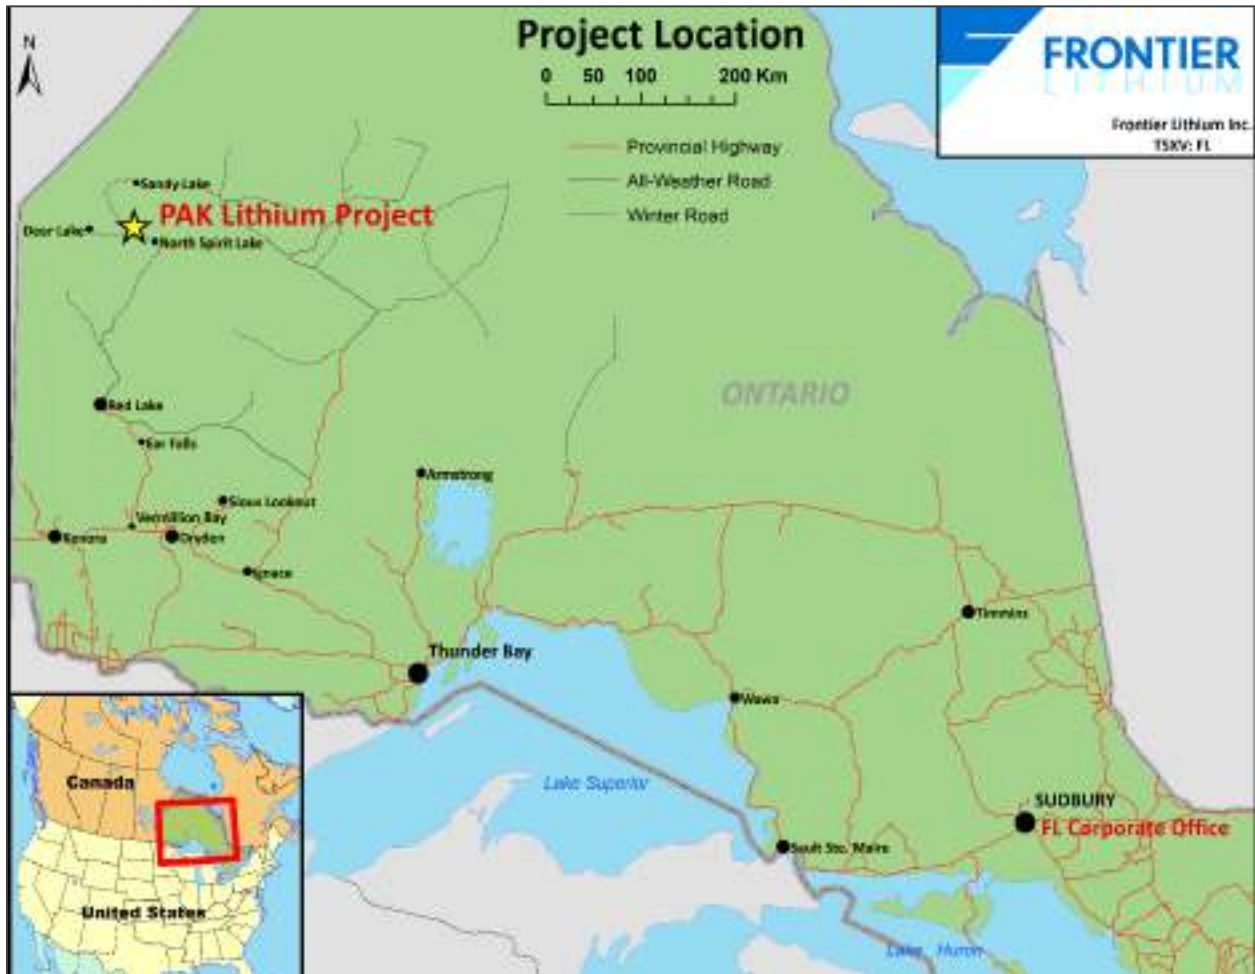 Project Location
N
0 50 100 200 Km
FRONTIER
LITHIUM
Frontier Lithium Inc.
TSXV: FL
Provincial Highway
All-Weather Road
Winter Road
Sandy Lake
PAK Lithium Project
Deer Lake
North Spirit Lake
ONTARIO
Red Lake
Ear Falls
Armstrong
Sioux Lookout
Vermillion Bay
Kenora
Dryden
Ignace
Timmins
Thunder Bay
Wawa
Canada
Lake Superior
SUDBURY
FL Corporate Office
Sault Ste. Marie
United States
Lake Huron